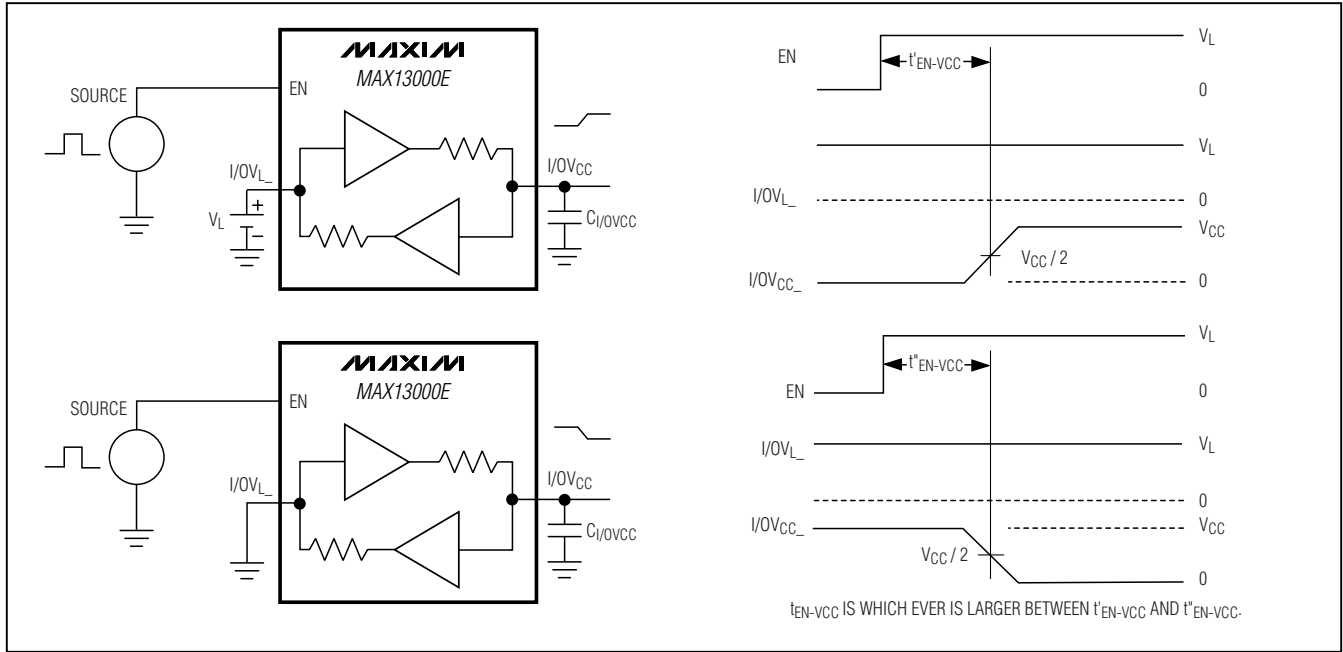 MAXIM
MAX13000E
SOURCE
EN
I/OVL_
I/OVCC
VL
+
−
CI/OVCC
EN
t'EN-VCC
VL
0
VL
I/OVL_
0
VCC
VCC / 2
I/OVCC_
0
MAXIM
MAX13000E
SOURCE
EN
I/OVL_
I/OVCC
CI/OVCC
VL
t"EN-VCC
EN
0
I/OVL_
VL
0
I/OVCC_
VCC
VCC / 2
0
tEN-VCC IS WHICH EVER IS LARGER BETWEEN t'EN-VCC AND t"EN-VCC.